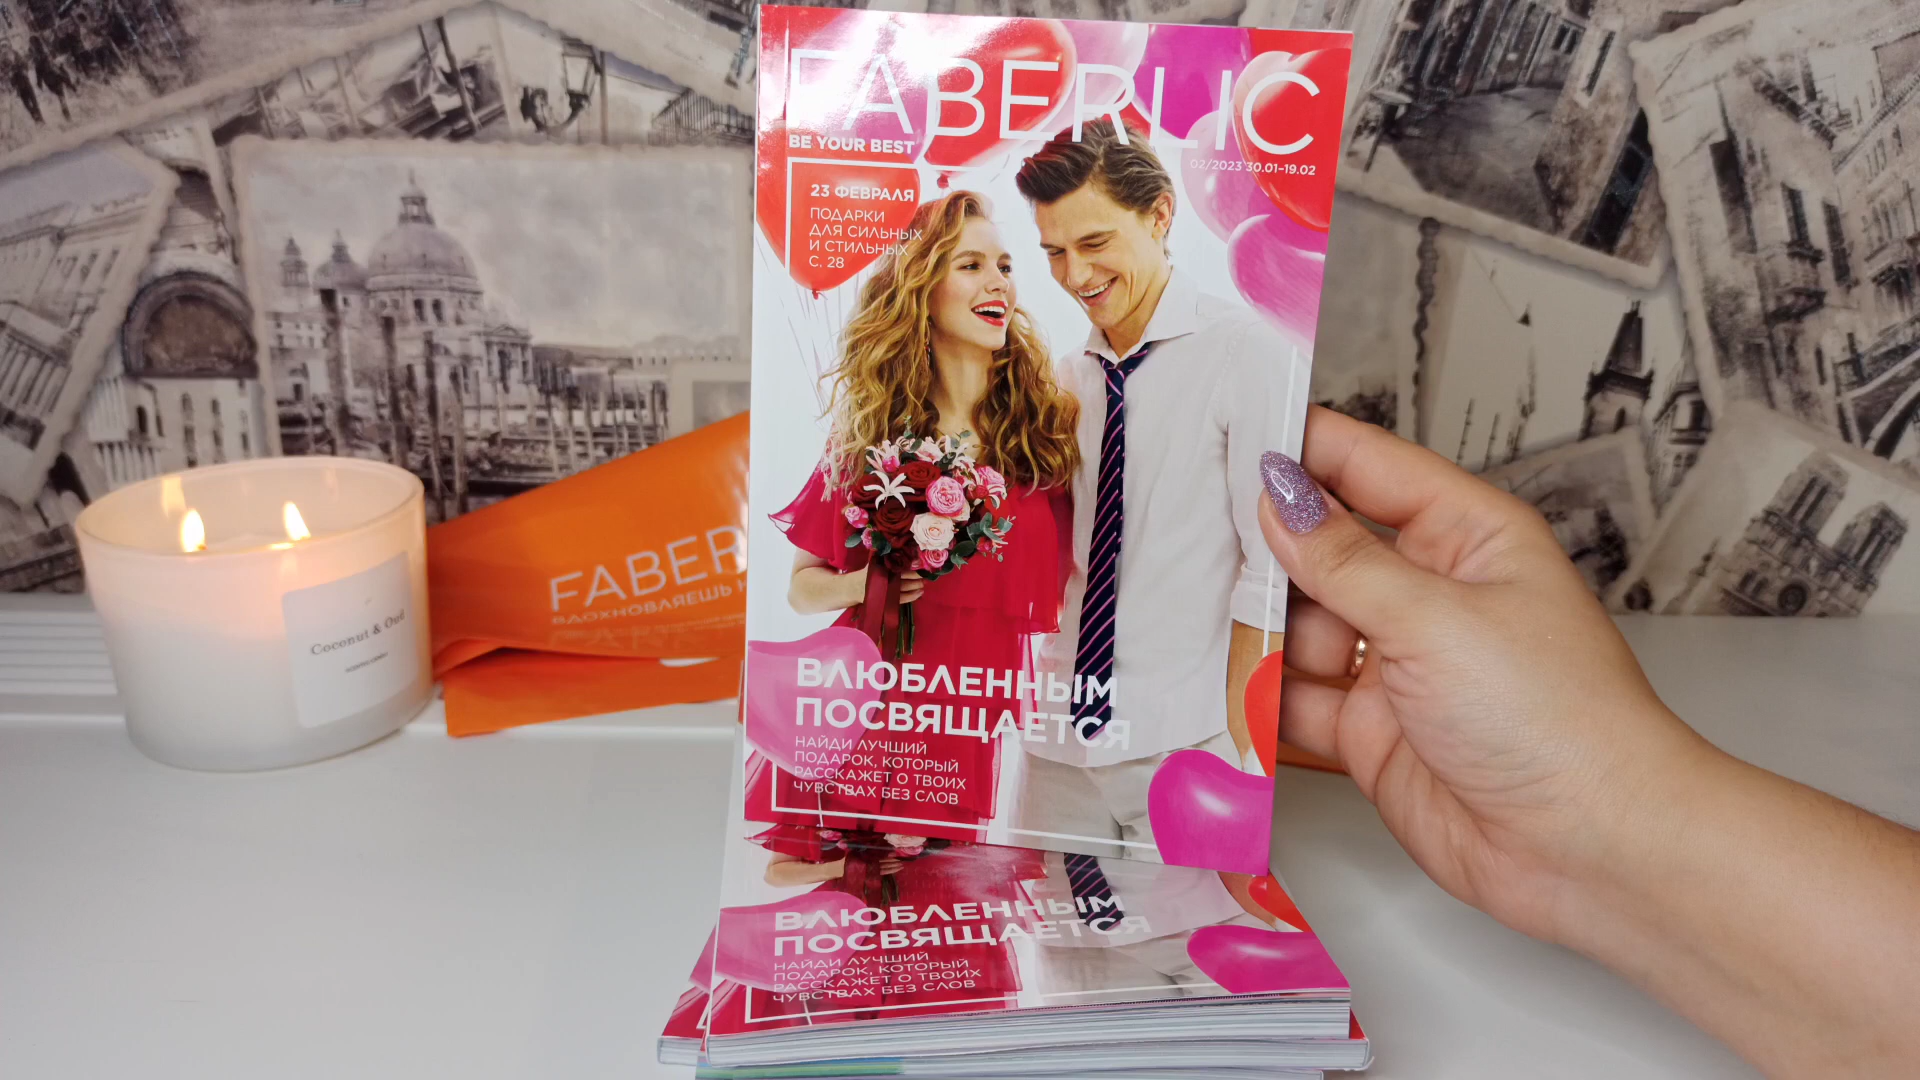 FABERLIC
BE YOUR BEST
02/2023 30.01–19.02
23 ФЕВРАЛЯ
ПОДАРКИ
ДЛЯ СИЛЬНЫХ
И СТИЛЬНЫХ
С. 28
ВЛЮБЛЕННЫМ
ПОСВЯЩАЕТСЯ
НАЙДИ ЛУЧШИЙ
ПОДАРОК, КОТОРЫЙ
РАССКАЖЕТ О ТВОИХ
ЧУВСТВАХ БЕЗ СЛОВ
ВЛЮБЛЕННЫМ
ПОСВЯЩАЕТСЯ
НАЙДИ ЛУЧШИЙ
ПОДАРОК, КОТОРЫЙ
РАССКАЖЕТ О ТВОИХ
ЧУВСТВАХ БЕЗ СЛОВ
FABER
ВДОХНОВЛЯЕШЬ
Coconut & Oud